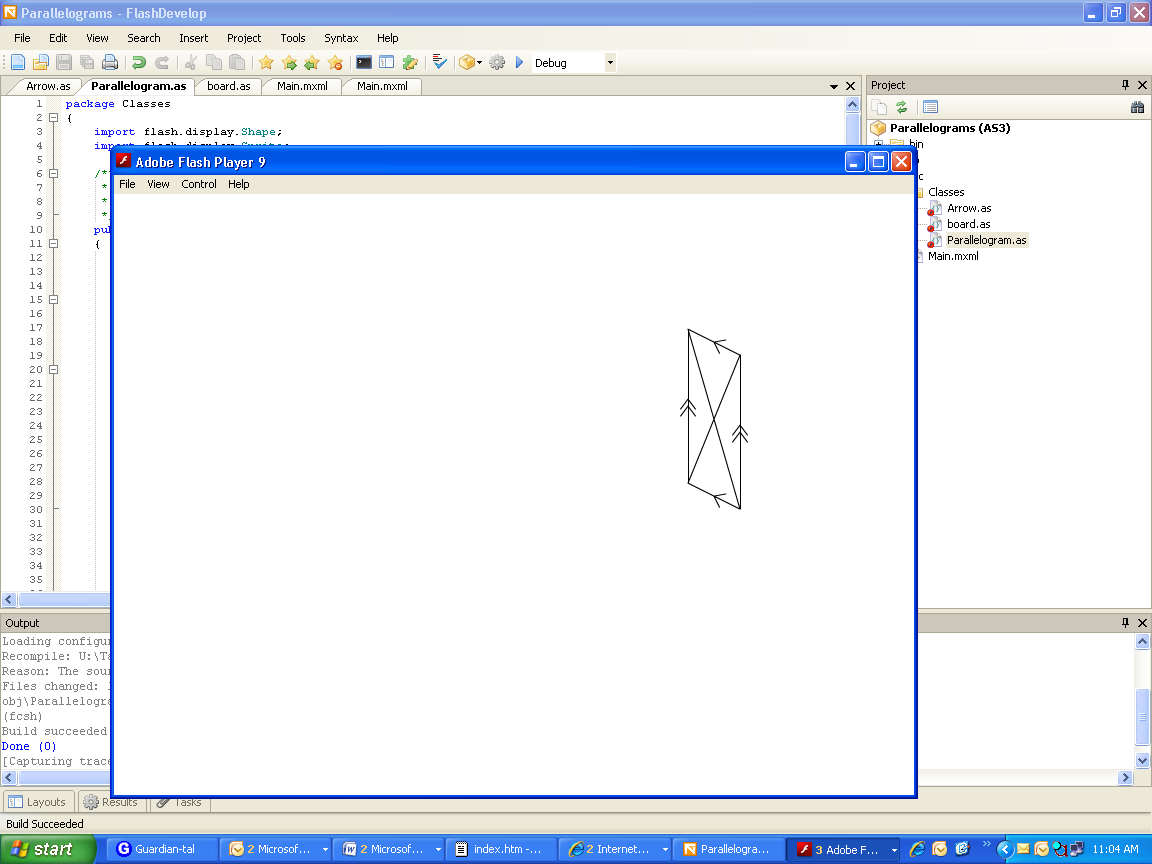 Parallelograms - FlashDevelop
File Edit View Search Insert Project Tools Syntax Help
Debug
Arrow.as Parallelogram.as board.as Main.mxml Main.mxml
Project
1 package Classes
2 {
3 import flash.display.Shape;
4
5
6 /*
7 *
8 *
9 *
10
11 {
12
13
14
15
16
17
18
19
20
21
22
23
24
25
26
27
28
29
30
31
32
33
34
35
Parallelograms (AS3)
bin
Classes
Arrow.as
board.as
Parallelogram.as
Main.mxml
Adobe Flash Player 9
File View Control Help
Output
Loading
Recompile:
Reason: The
Files changed:
(fcsh)
Build succeeded
Done (0)
[Capturing
Layouts Results Tasks
Build Succeeded
start Guardian-tal 2 Microsof... 2 Microsof... index.htm -... 2 Internet... Parallelogra... 3 Adobe F... 11:04 AM